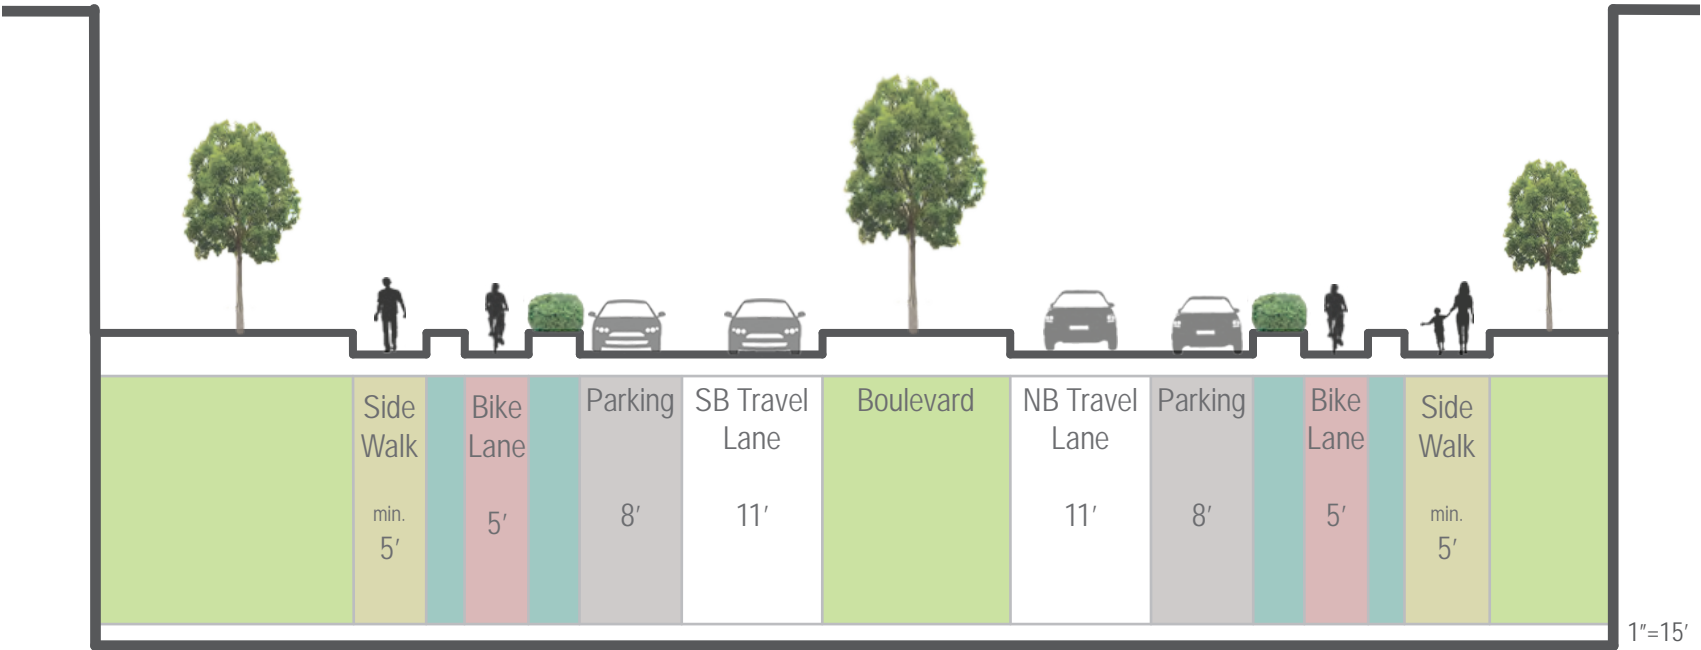 Side
Walk
min.
5'
Bike
Lane
5'
Parking
8'
SB Travel
Lane
11'
Boulevard
NB Travel
Lane
11'
Parking
8'
Bike
Lane
5'
Side
Walk
min.
5'
1"=15'